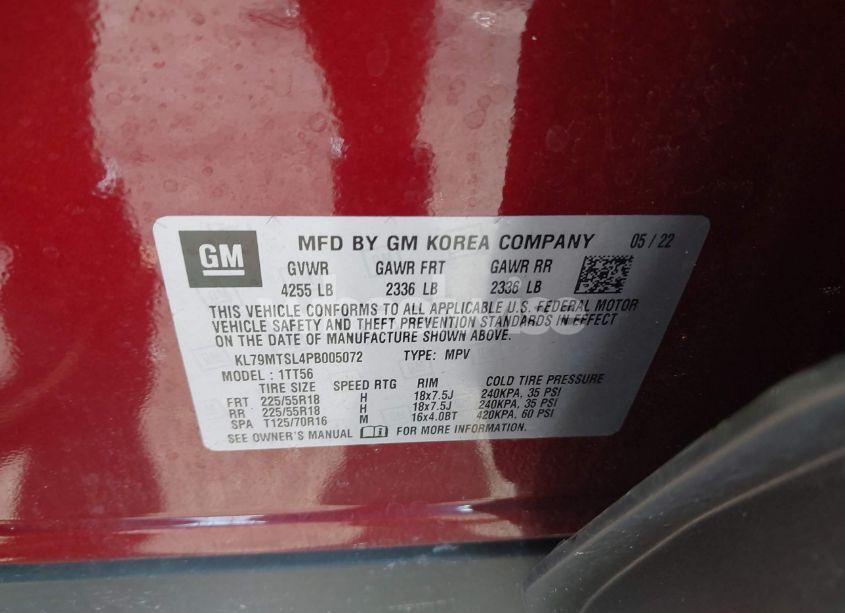 GM MFD BY GM KOREA COMPANY 05 / 22
GVWR GAWR FRT GAWR RR
4255 LB 2336 LB 2336 LB
THIS VEHICLE CONFORMS TO ALL APPLICABLE U.S. FEDERAL MOTOR
VEHICLE SAFETY AND THEFT PREVENTION STANDARDS IN EFFECT
ON THE DATE OF MANUFACTURE SHOWN ABOVE.
KL79MTSL4PB005072 TYPE: MPV
MODEL : 1TT56
TIRE SIZE SPEED RTG RIM COLD TIRE PRESSURE
FRT 225/55R18 H 18x7.5J 240KPA, 35 PSI
RR 225/55R18 H 18x7.5J 240KPA, 35 PSI
SPA T125/70R16 M 16x4.0BT 420KPA, 60 PSI
SEE OWNER'S MANUAL FOR MORE INFORMATION.